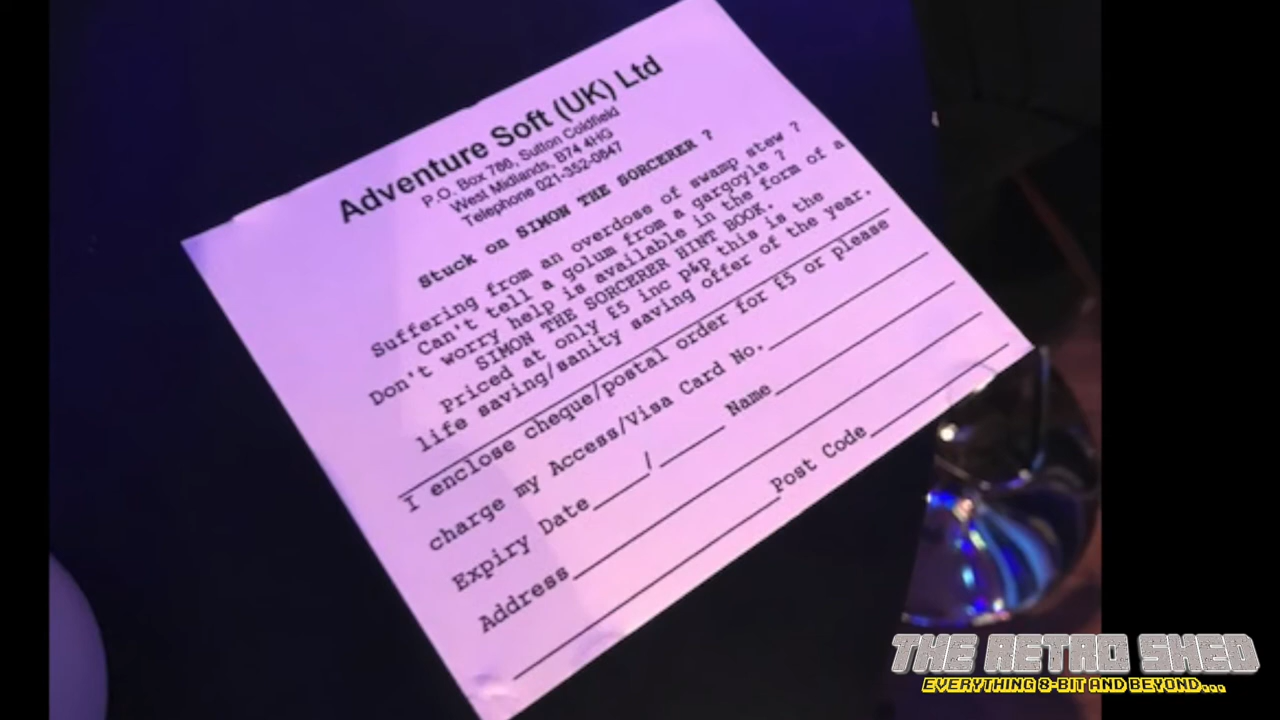 Adventure Soft (UK) Ltd
P.O. Box 786, Sutton Coldfield
West Midlands, B74 4HG
Telephone 021-352-0847
Stuck on SIMON THE SORCERER ?
Suffering from an overdose of swamp stew ?
Can't tell a golum from a gargoyle ?
Don't worry help is available in the form of a
SIMON THE SORCERER HINT BOOK.
Priced at only £5 inc p&p this is the
life saving/sanity saving offer of the year.
I enclose cheque/postal order for £5 or please
charge my Access/Visa Card No.
Expiry Date / Name
Address
Post Code
THE RETRO SHED
EVERYTHING 8-BIT AND BEYOND...